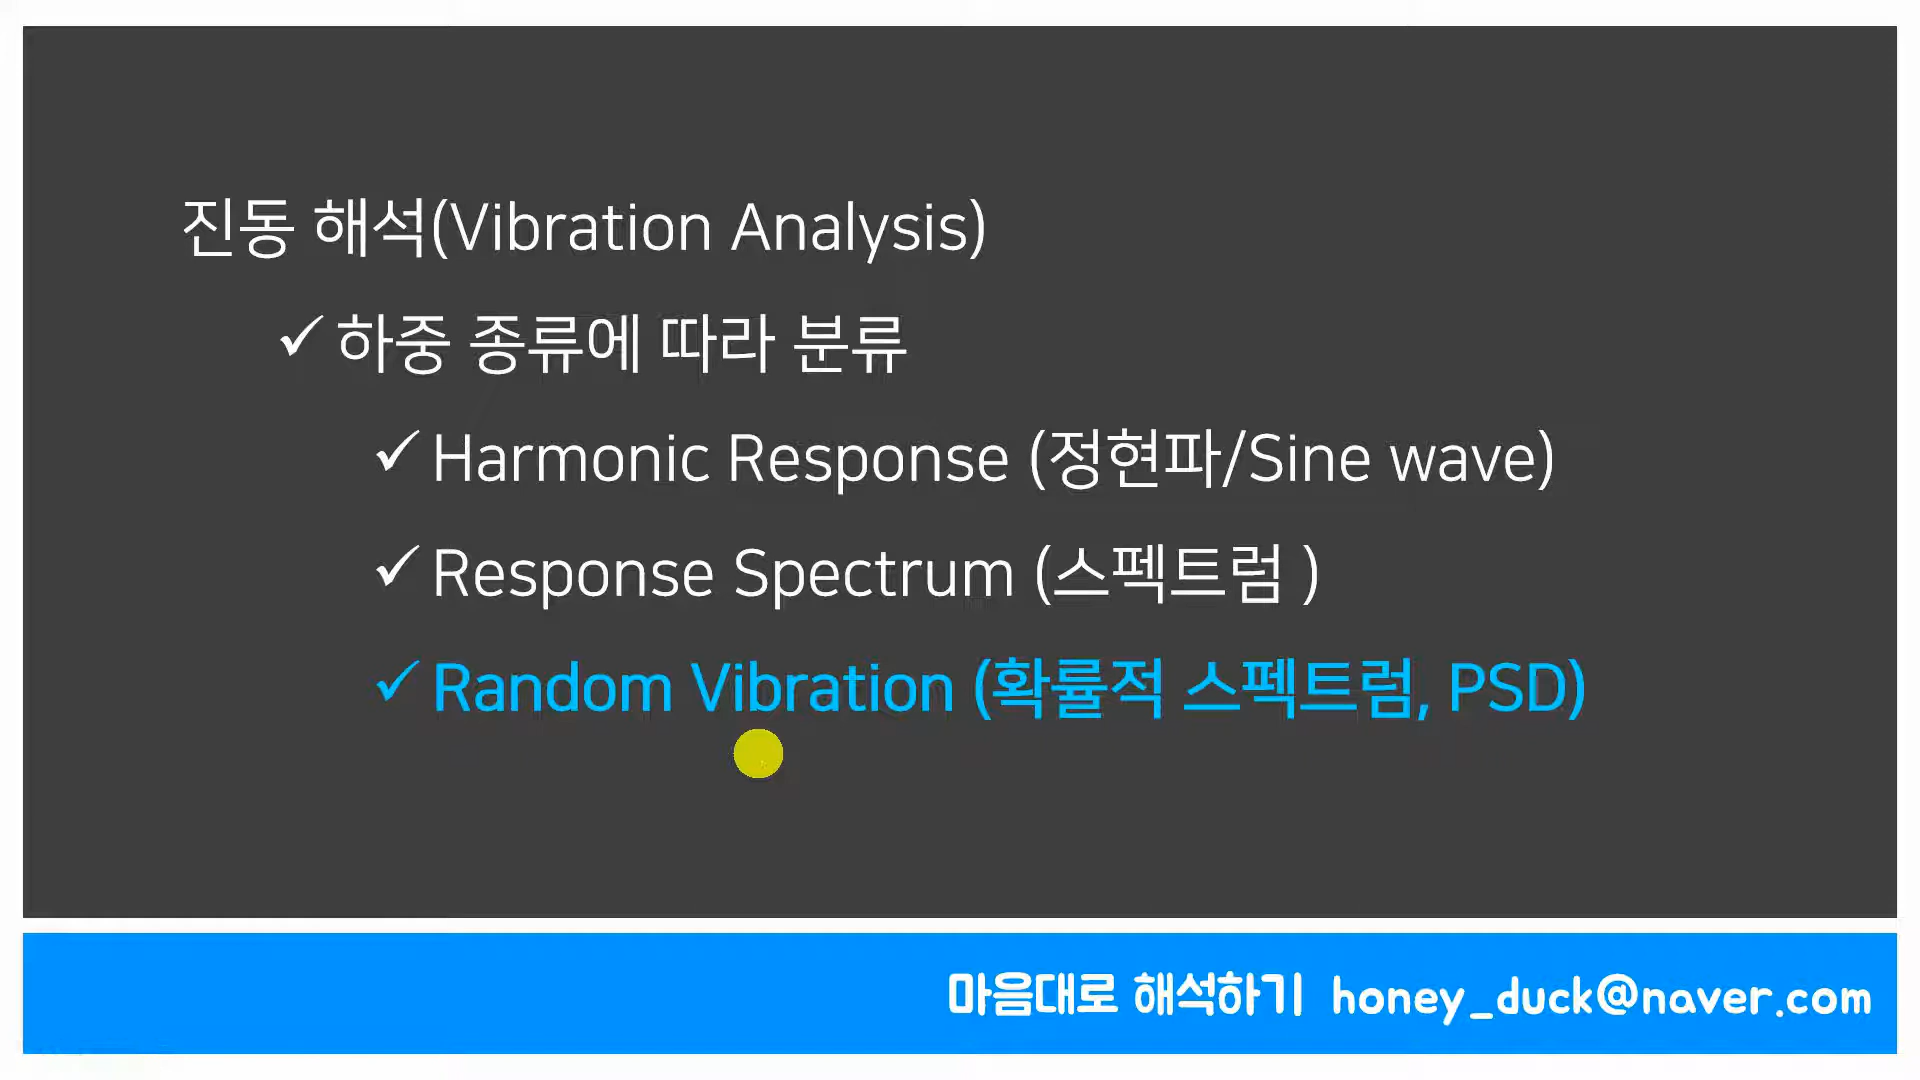 진동 해석(Vibration Analysis)
✓ 하중 종류에 따라 분류
✓ Harmonic Response (정현파/Sine wave)
✓ Response Spectrum (스펙트럼 )
✓ Random Vibration (확률적 스펙트럼, PSD)
마음대로 해석하기 honey_duck@naver.com